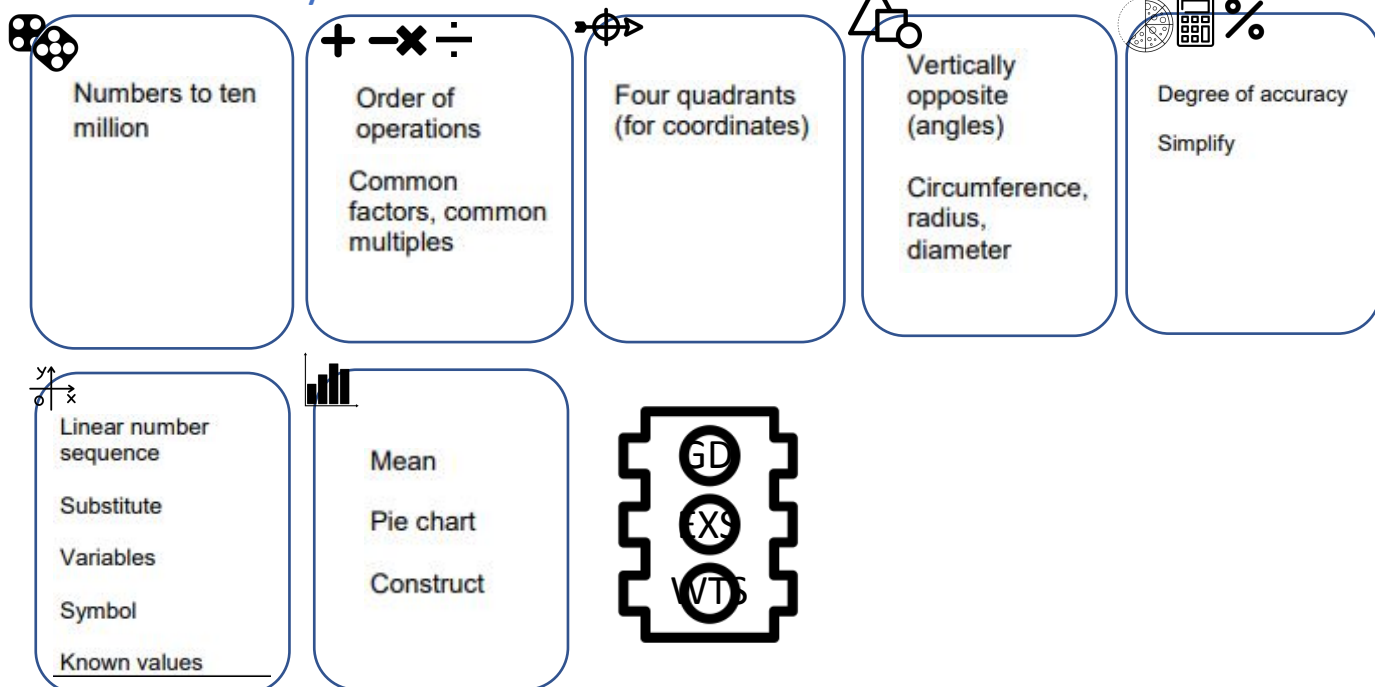 Numbers to ten
million
Order of
operations
Common
factors, common
multiples
Four quadrants
(for coordinates)
Vertically
opposite
(angles)
Circumference,
radius,
diameter
%
Degree of accuracy
Simplify
y
o x
Linear number
sequence
Substitute
Variables
Symbol
Known values
Mean
Pie chart
Construct
GD
EXS
WTS